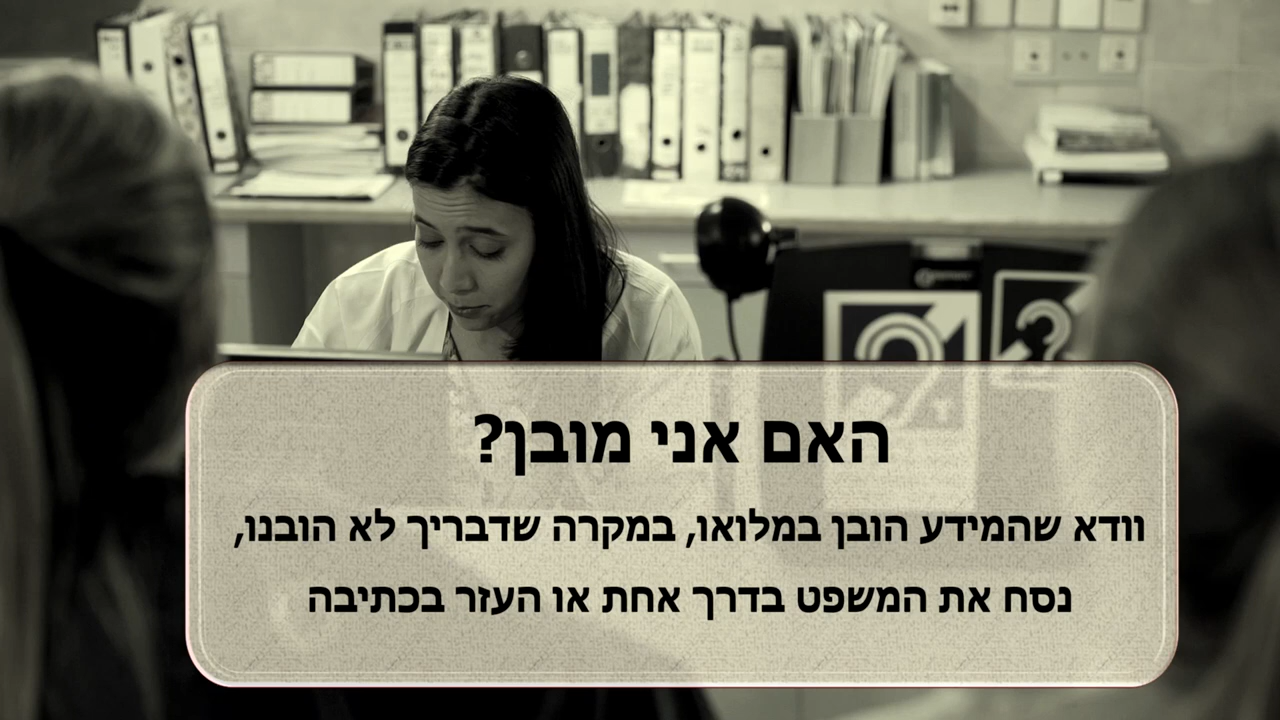 האם אני מובן?
וודא שהמידע הובן במלואו, במקרה שדבריך לא הובנו,
נסח את המשפט בדרך אחת או העזר בכתיבה